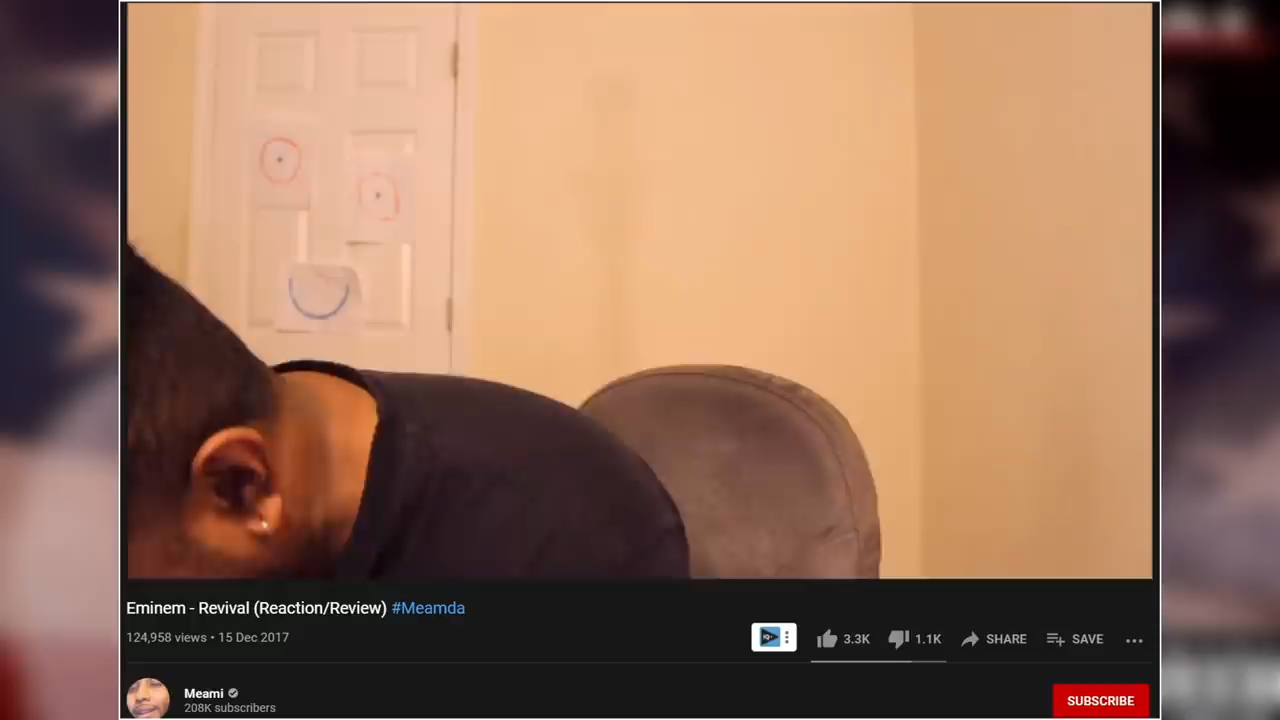 Eminem - Revival (Reaction/Review) #Meamda
124,958 views • 15 Dec 2017
3.3K
1.1K
SHARE
SAVE
Meami
208K subscribers
SUBSCRIBE